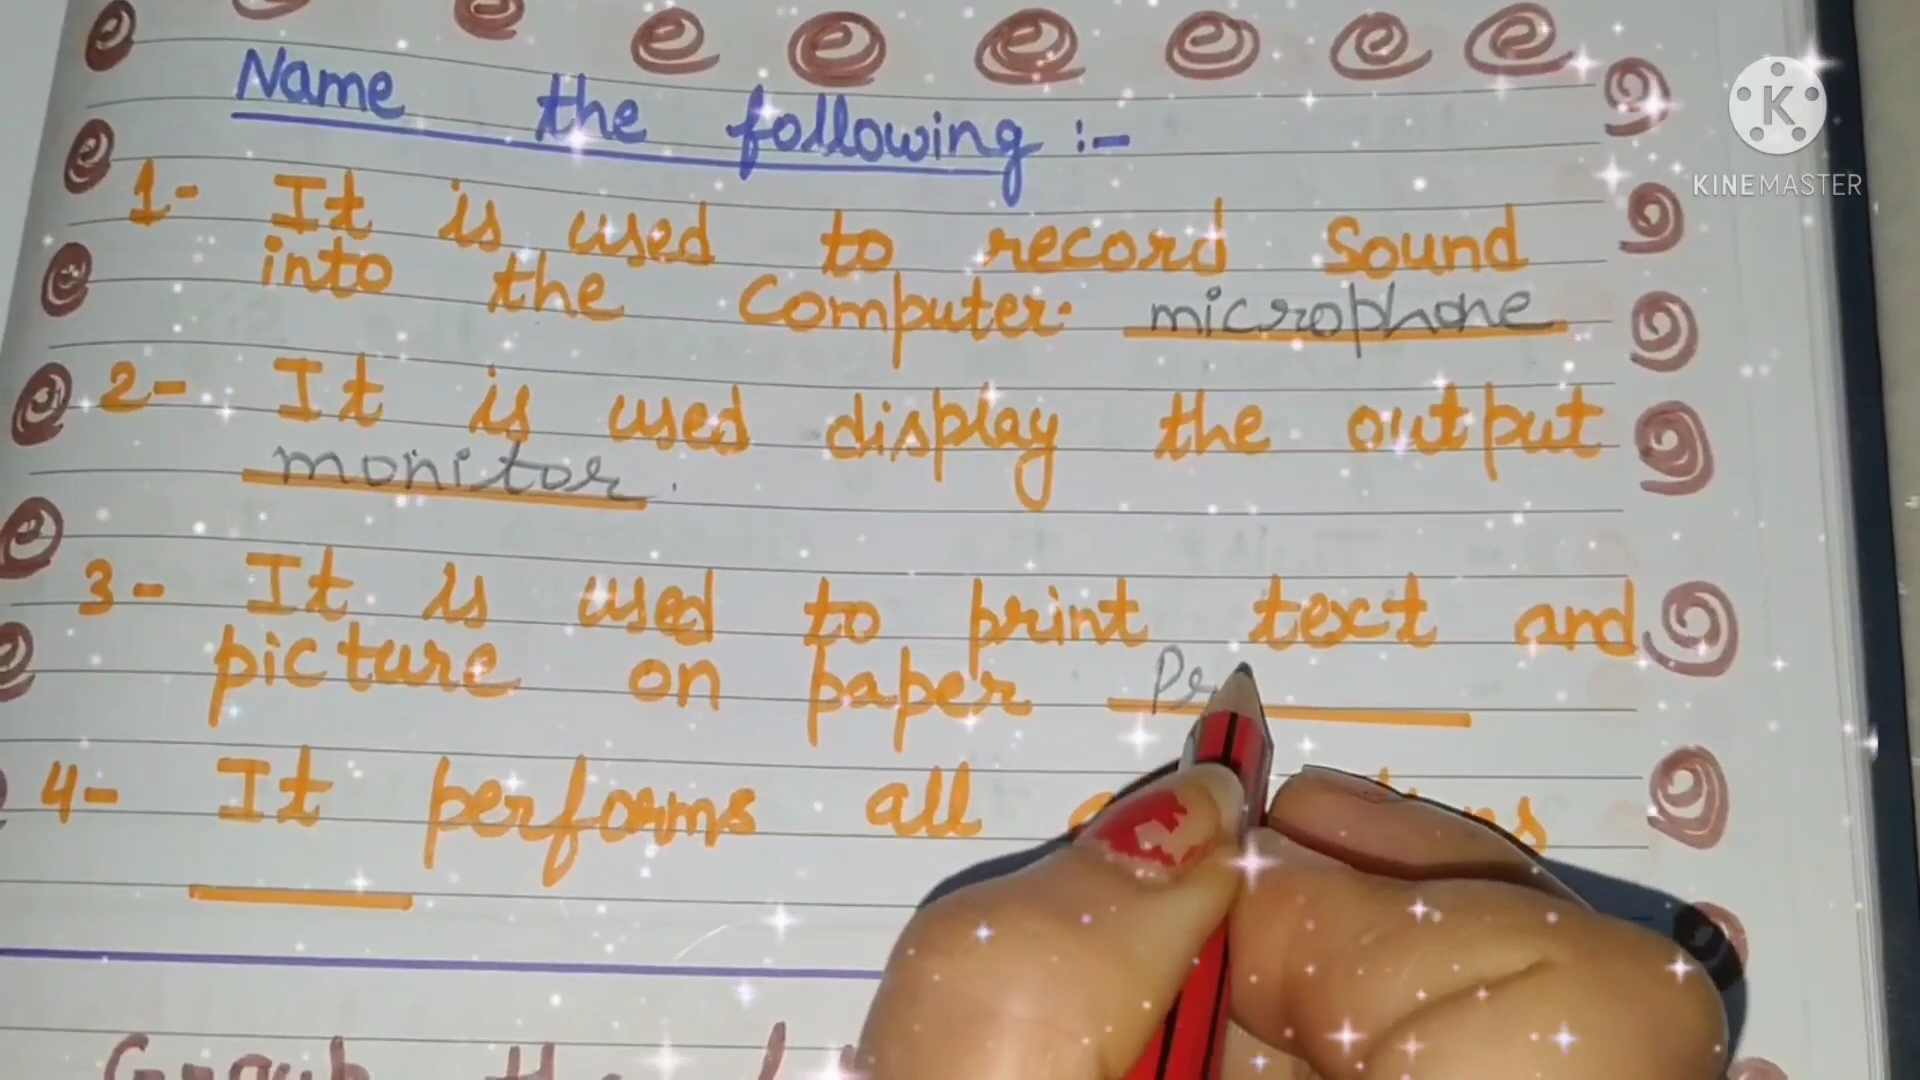 Name the following :-
1- It is used to record Sound
into the Computer. microphone
2- It is used display the output
monitor.
3- It is used to print text and
picture on paper Pr
4- It performs all
KINEMASTER